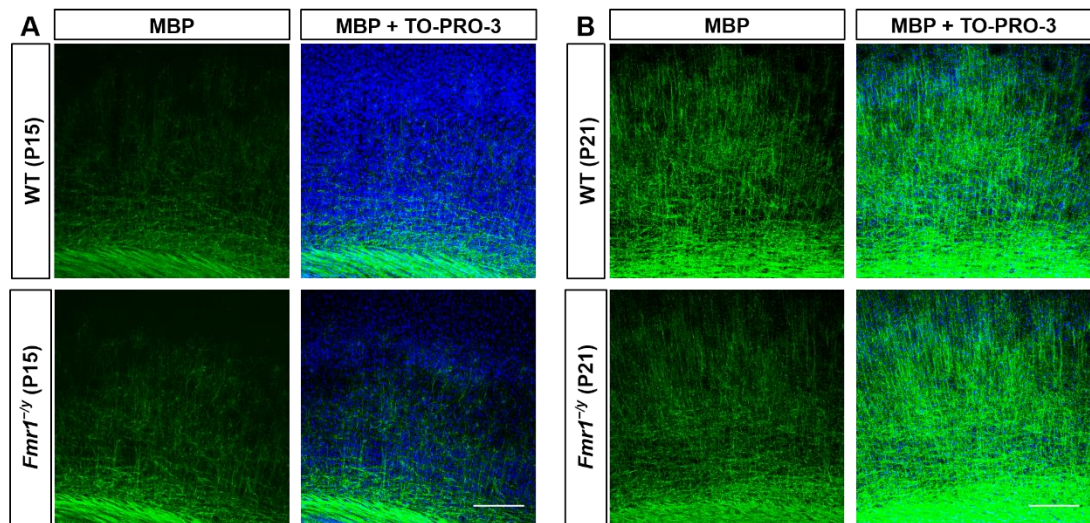 A
MBP
MBP + TO-PRO-3
WT (P15)
Fmr1⁻/ʸ (P15)
B
MBP
MBP + TO-PRO-3
WT (P21)
Fmr1⁻/ʸ (P21)